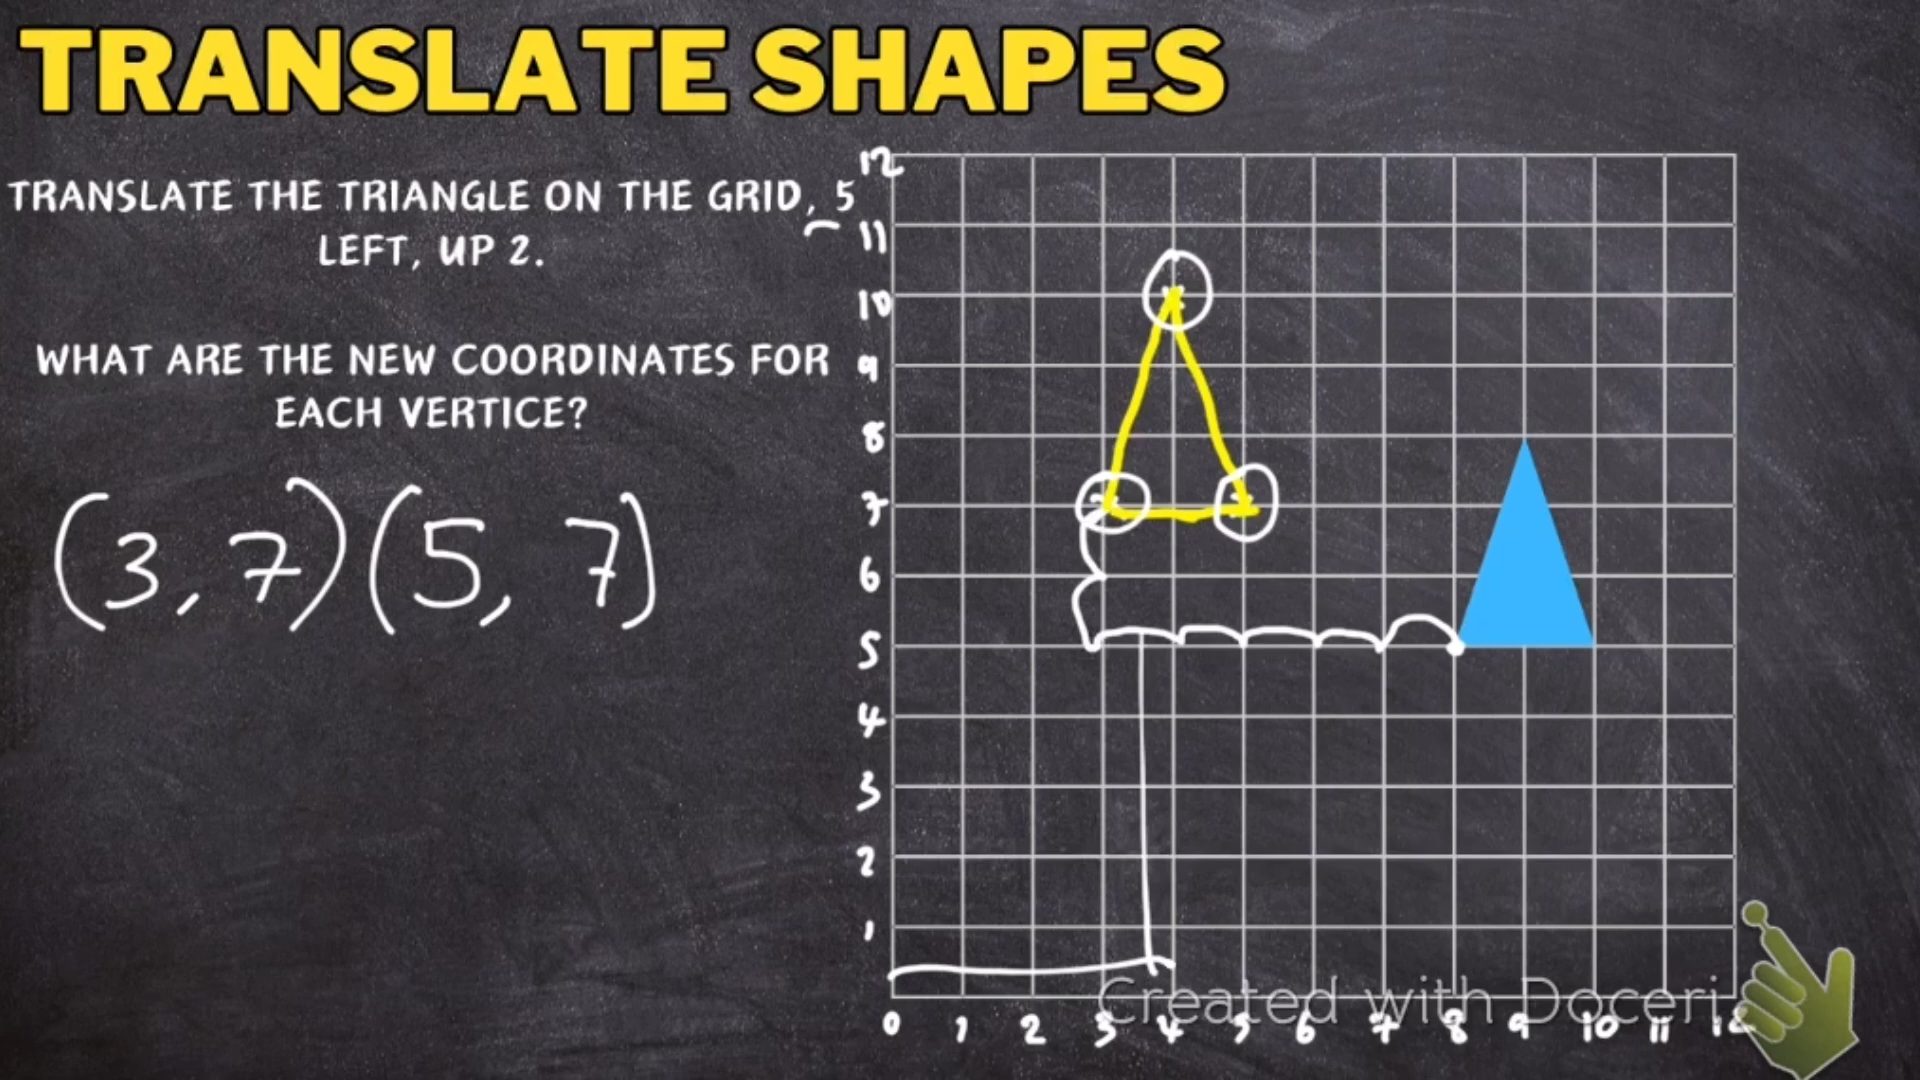 TRANSLATE SHAPES
TRANSLATE THE TRIANGLE ON THE GRID, 5
LEFT, UP 2.
WHAT ARE THE NEW COORDINATES FOR
EACH VERTICE?
(3, 7) (5, 7)
12
11
10
9
8
7
6
5
4
3
2
1
0 1 2 3 4 5 6 7 8 9 10 11 12
Created with Doceri